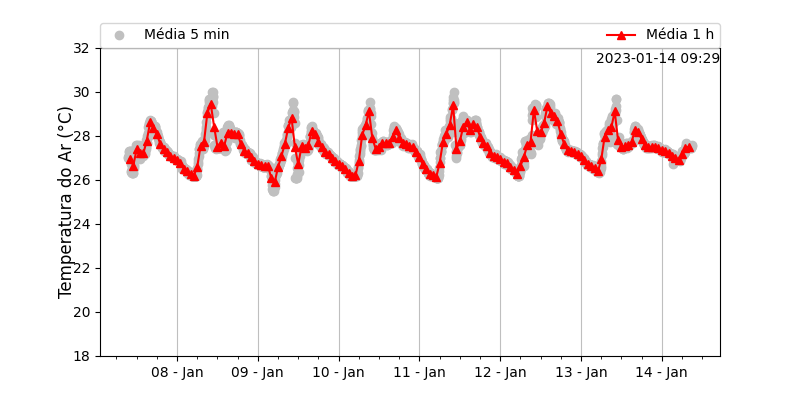 Média 5 min
Média 1 h
2023-01-14 09:29
Temperatura do Ar (°C)
32
30
28
26
24
22
20
18
08 - Jan
09 - Jan
10 - Jan
11 - Jan
12 - Jan
13 - Jan
14 - Jan